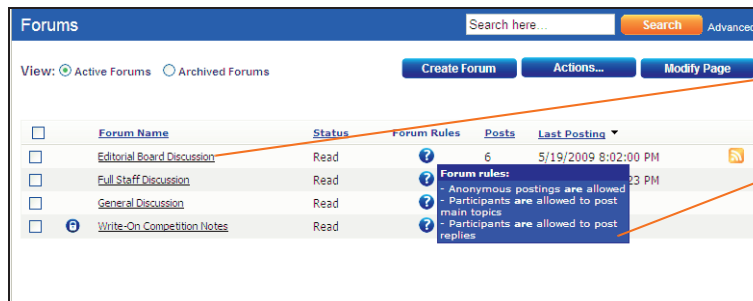 Forums Search here... Search Advanced
View: Active Forums Archived Forums Create Forum Actions... Modify Page
Forum Name Status Forum Rules Posts Last Posting
Editorial Board Discussion Read ? 6 5/19/2009 8:02:00 PM
Full Staff Discussion Read ? 23 PM
General Discussion Read ?
Write-On Competition Notes Read ?
Forum rules:
- Anonymous postings are allowed
- Participants are allowed to post
main topics
- Participants are allowed to post
replies